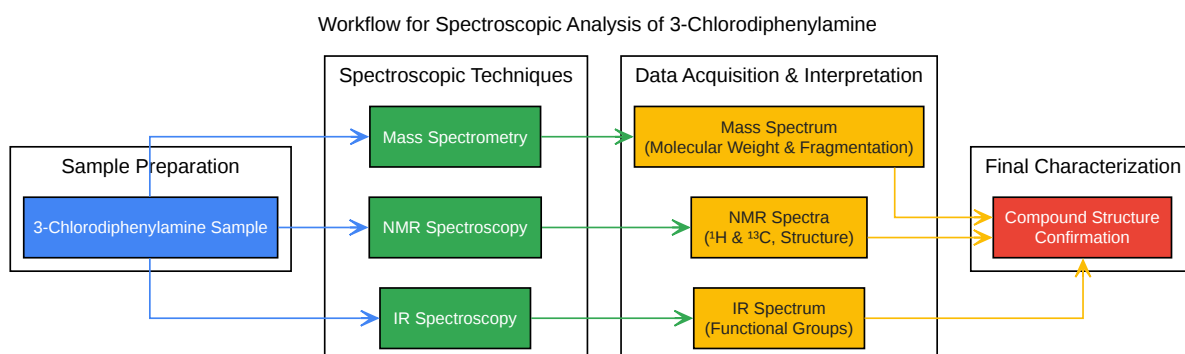 Workflow for Spectroscopic Analysis of 3-Chlorodiphenylamine
Sample Preparation
3-Chlorodiphenylamine Sample
Spectroscopic Techniques
Mass Spectrometry
NMR Spectroscopy
IR Spectroscopy
Data Acquisition & Interpretation
Mass Spectrum
(Molecular Weight & Fragmentation)
NMR Spectra
(¹H & ¹³C, Structure)
IR Spectrum
(Functional Groups)
Final Characterization
Compound Structure
Confirmation